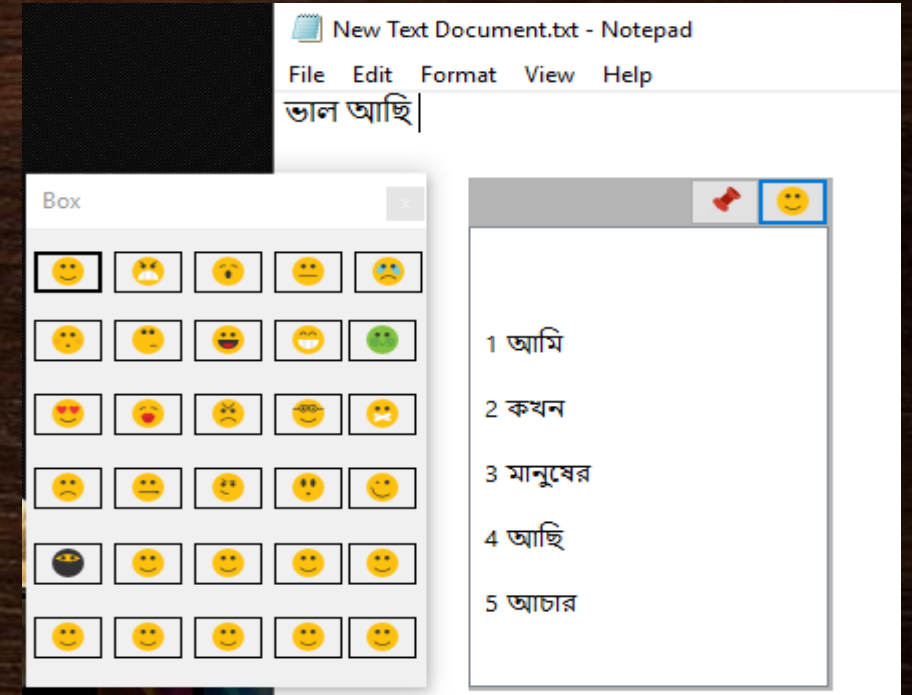 New Text Document.txt - Notepad
File Edit Format View Help
ভাল আছি
Box
x
1 আমি
2 কখন
3 মানুষের
4 আছি
5 আচার